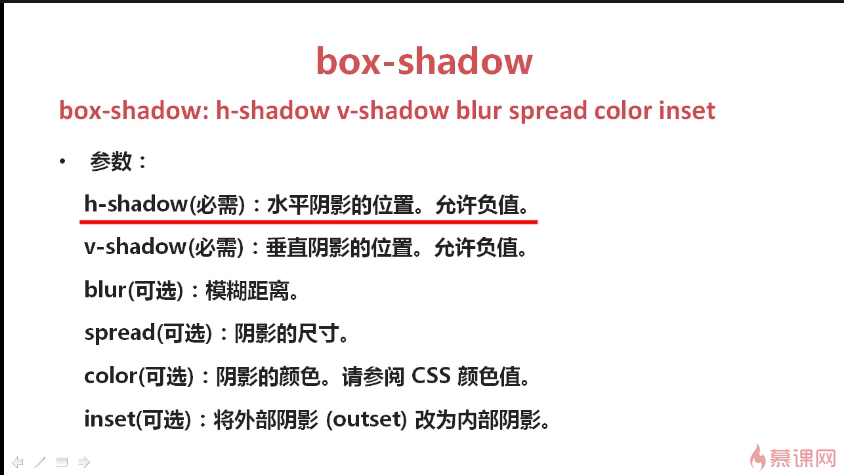 box-shadow
box-shadow: h-shadow v-shadow blur spread color inset
• 参数：
h-shadow(必需)：水平阴影的位置。允许负值。
v-shadow(必需)：垂直阴影的位置。允许负值。
blur(可选)：模糊距离。
spread(可选)：阴影的尺寸。
color(可选)：阴影的颜色。请参阅 CSS 颜色值。
inset(可选)：将外部阴影 (outset) 改为内部阴影。
慕课网